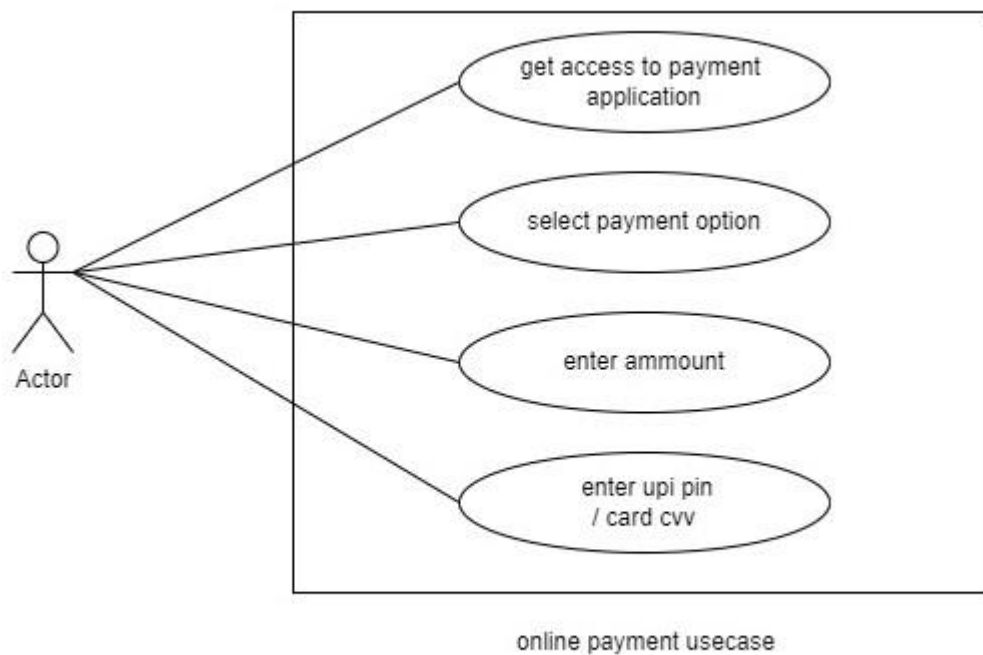 get access to payment
application
select payment option
Actor
enter ammount
enter upi pin
/ card cvv
online payment usecase